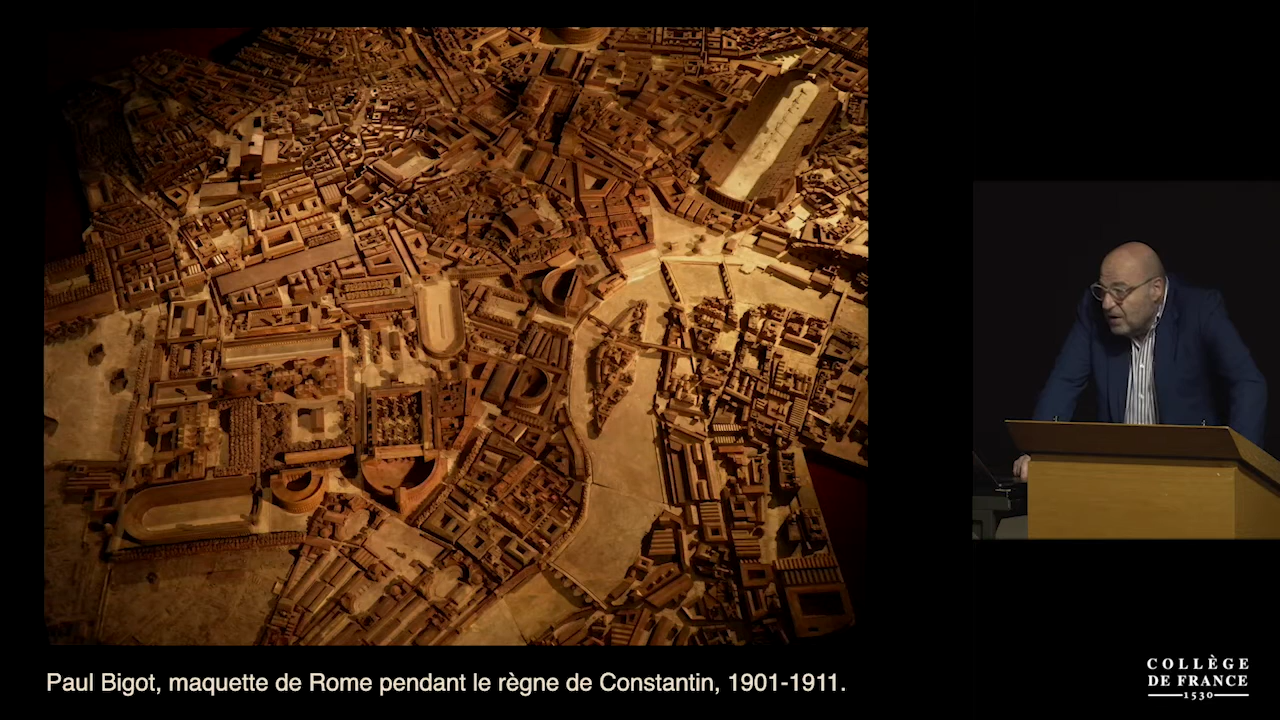 Paul Bigot, maquette de Rome pendant le règne de Constantin, 1901-1911.
COLLÈGE
DE FRANCE
1530